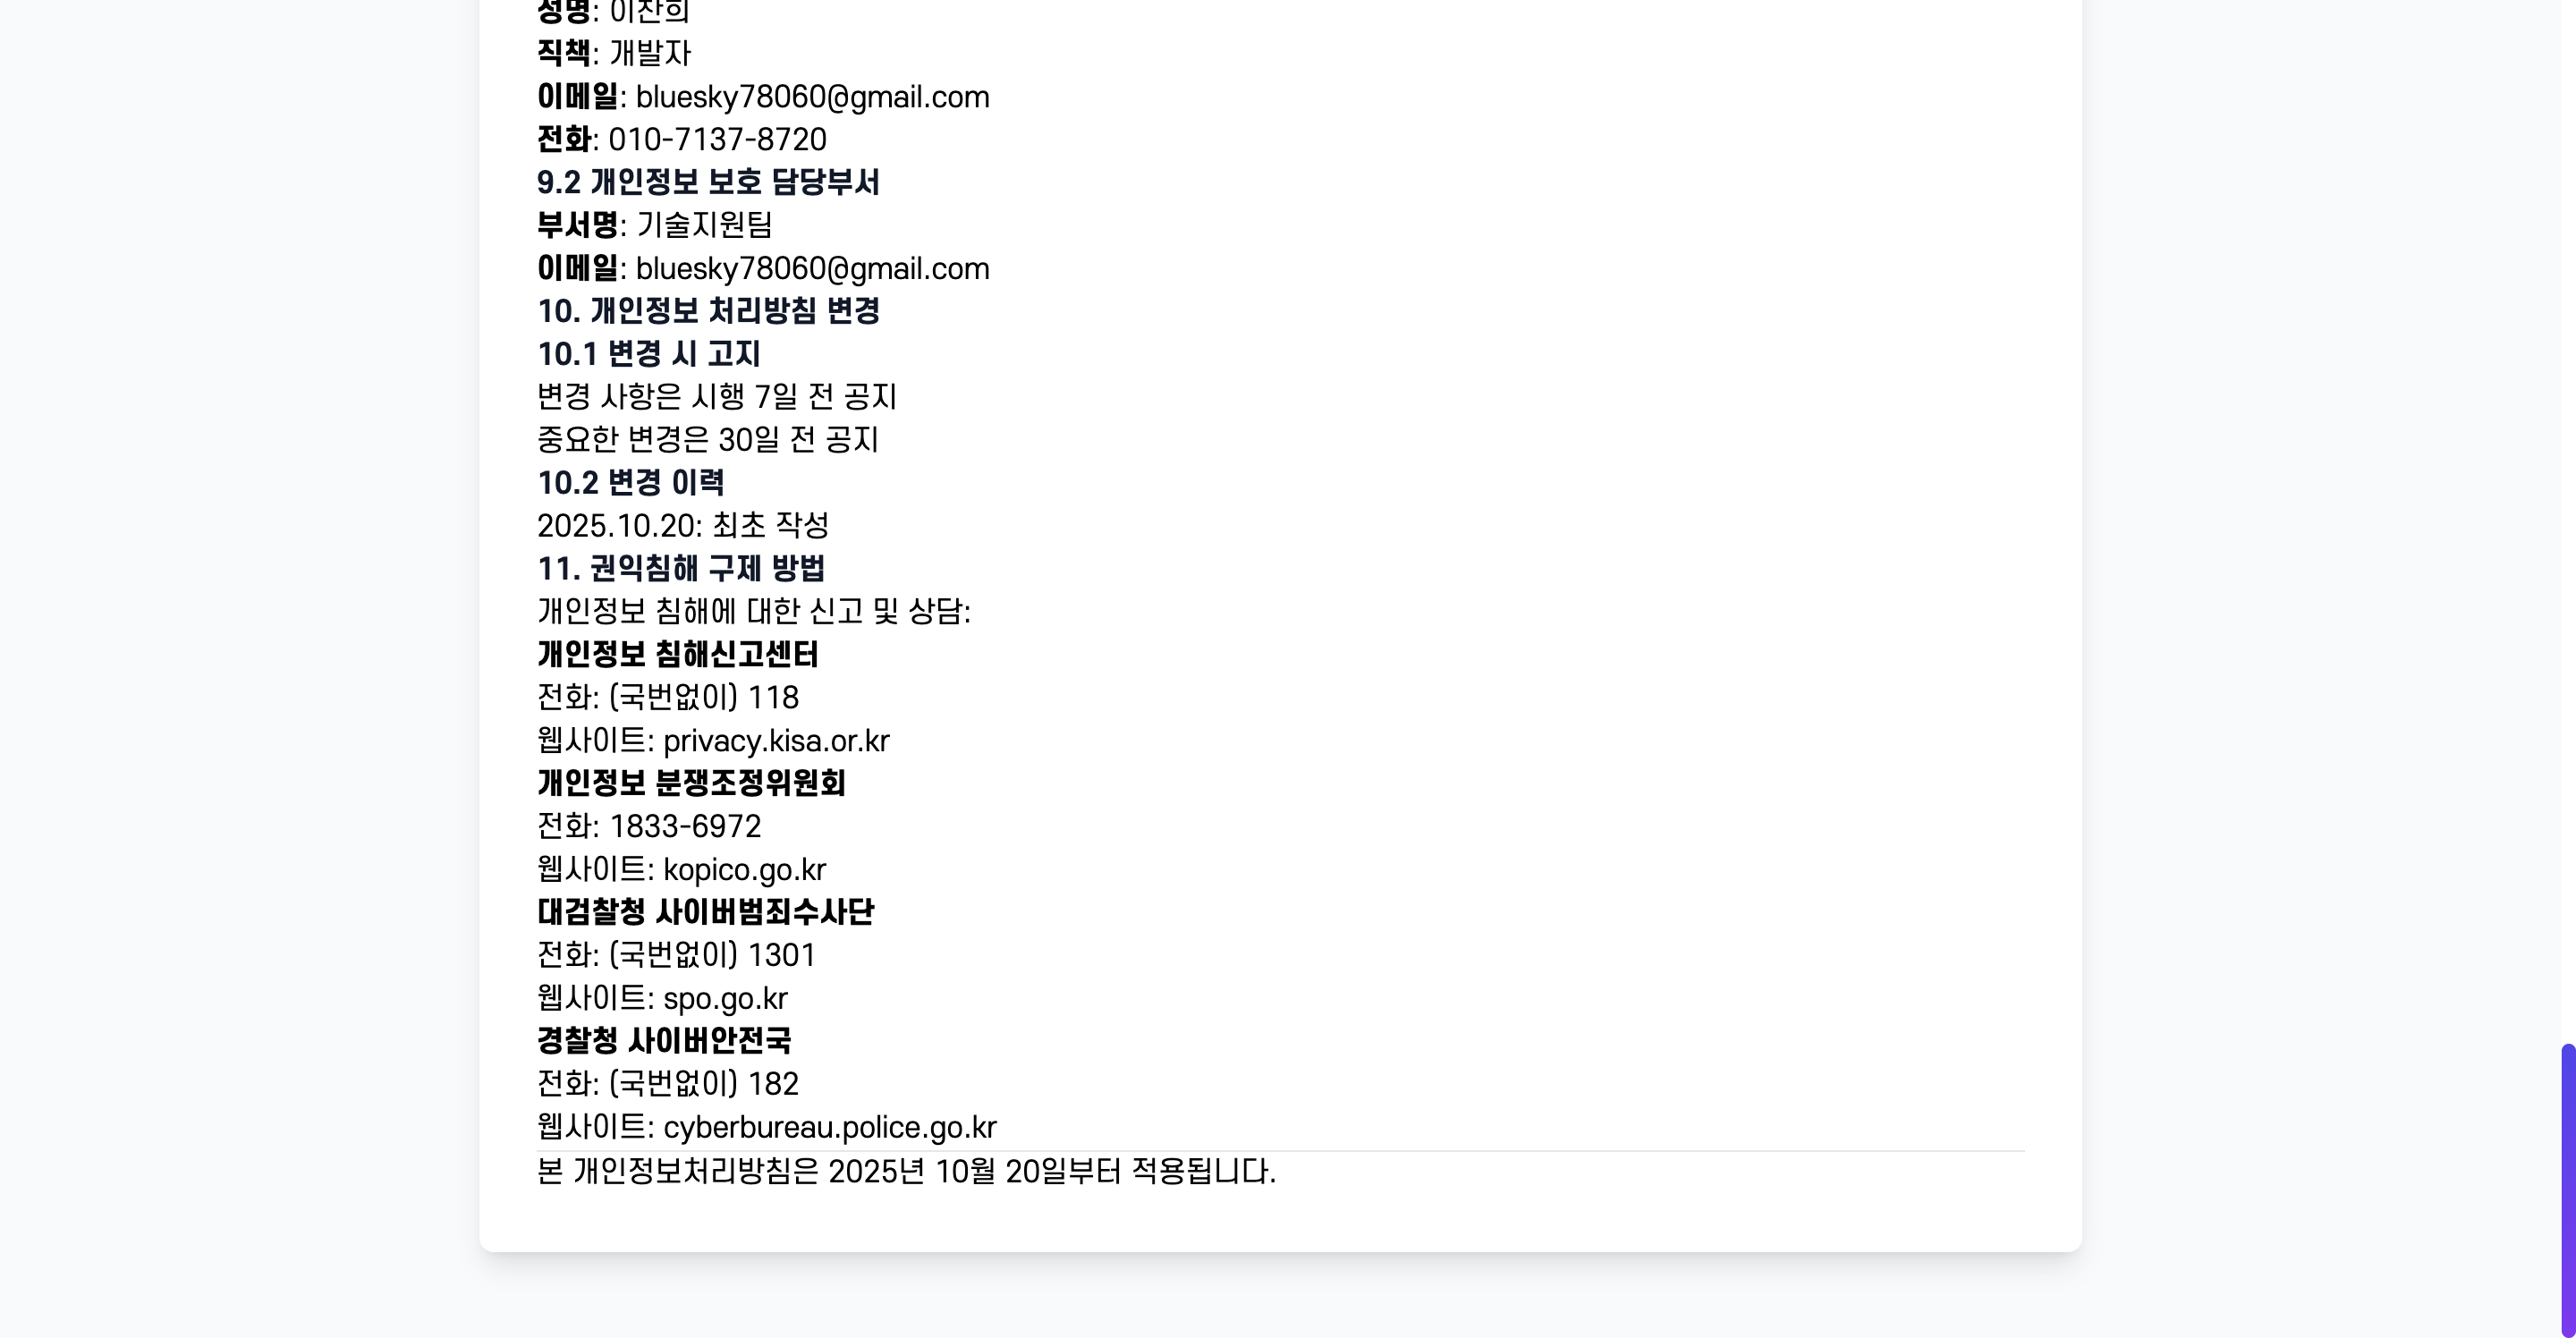 성명: 이찬희
직책: 개발자
이메일: bluesky78060@gmail.com
전화: 010-7137-8720
9.2 개인정보 보호 담당부서
부서명: 기술지원팀
이메일: bluesky78060@gmail.com
10. 개인정보 처리방침 변경
10.1 변경 시 고지
변경 사항은 시행 7일 전 공지
중요한 변경은 30일 전 공지
10.2 변경 이력
2025.10.20: 최초 작성
11. 권익침해 구제 방법
개인정보 침해에 대한 신고 및 상담:
개인정보 침해신고센터
전화: (국번없이) 118
웹사이트: privacy.kisa.or.kr
개인정보 분쟁조정위원회
전화: 1833-6972
웹사이트: kopico.go.kr
대검찰청 사이버범죄수사단
전화: (국번없이) 1301
웹사이트: spo.go.kr
경찰청 사이버안전국
전화: (국번없이) 182
웹사이트: cyberbureau.police.go.kr
본 개인정보처리방침은 2025년 10월 20일부터 적용됩니다.